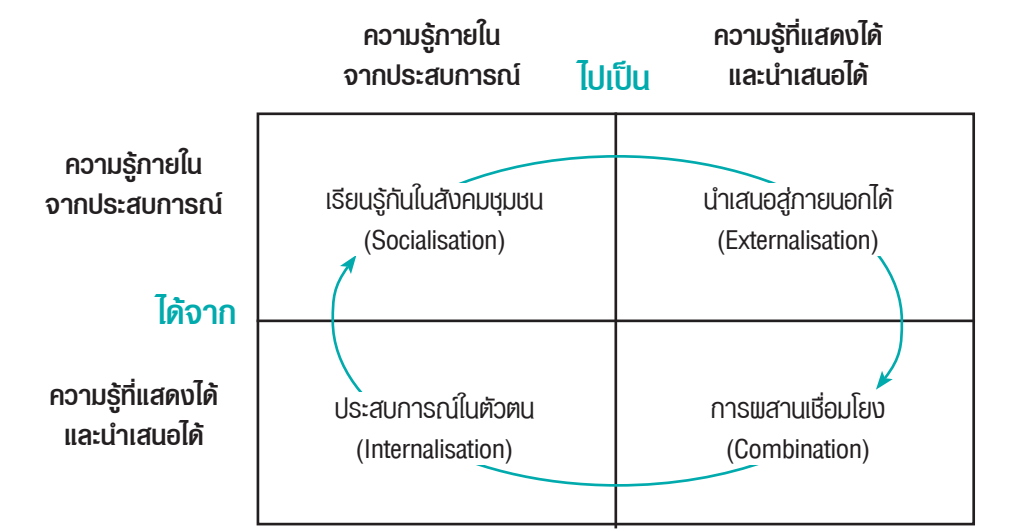 ความรู้ภายใน
จากประสบการณ์
ไปเป็น
ความรู้ที่แสดงได้
และนำเสนอได้
ความรู้ภายใน
จากประสบการณ์
เรียนรู้กันในสังคมชุมชน
(Socialisation)
นำเสนอสู่ภายนอกได้
(Externalisation)
ได้จาก
ความรู้ที่แสดงได้
และนำเสนอได้
ประสบการณ์ในตัวตน
(Internalisation)
การผสานเชื่อมโยง
(Combination)